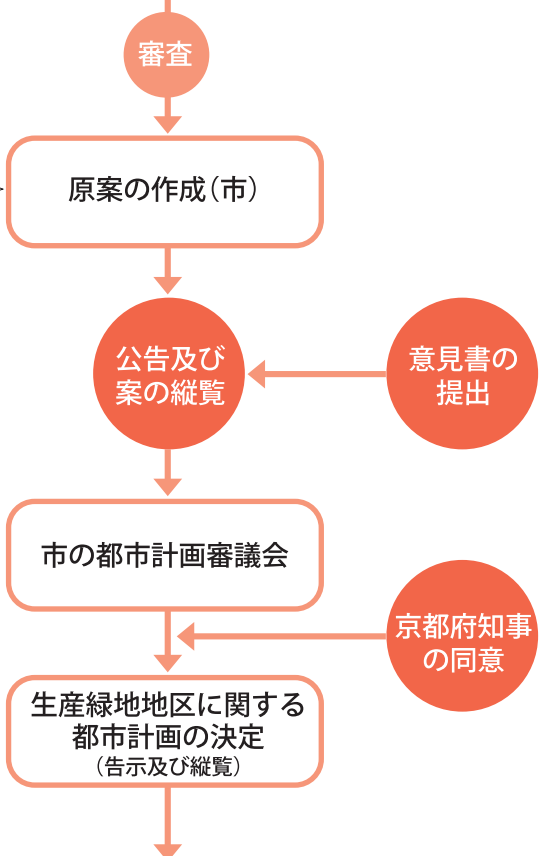 審査
原案の作成（市）
公告及び
案の縦覧
意見書の
提出
市の都市計画審議会
京都府知事
の同意
生産緑地地区に関する
都市計画の決定
（告示及び縦覧）